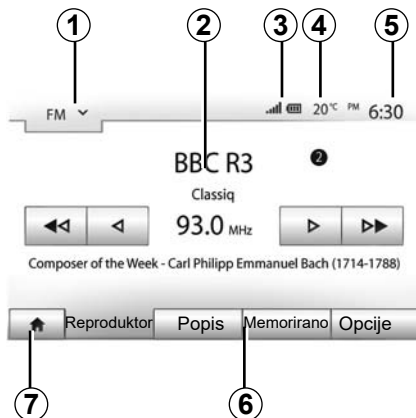 1 2 3 4 5
FM 20°C PM 6:30
BBC R3 2
Classiq
93.0 MHz
Composer of the Week - Carl Philipp Emmanuel Bach (1714-1788)
Reproduktor Popis Memorirano Opcije
7 6